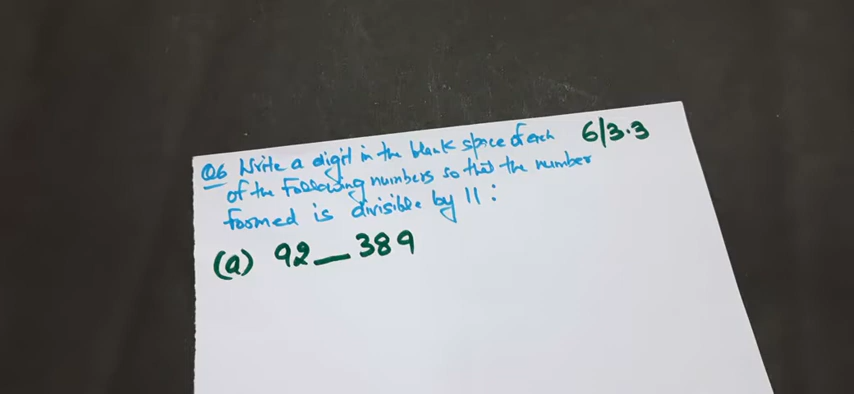 Q6 Write a digit in the blank space of each 6/3.3
of the following numbers so that the number
formed is divisible by 11 :
(a) 92__389